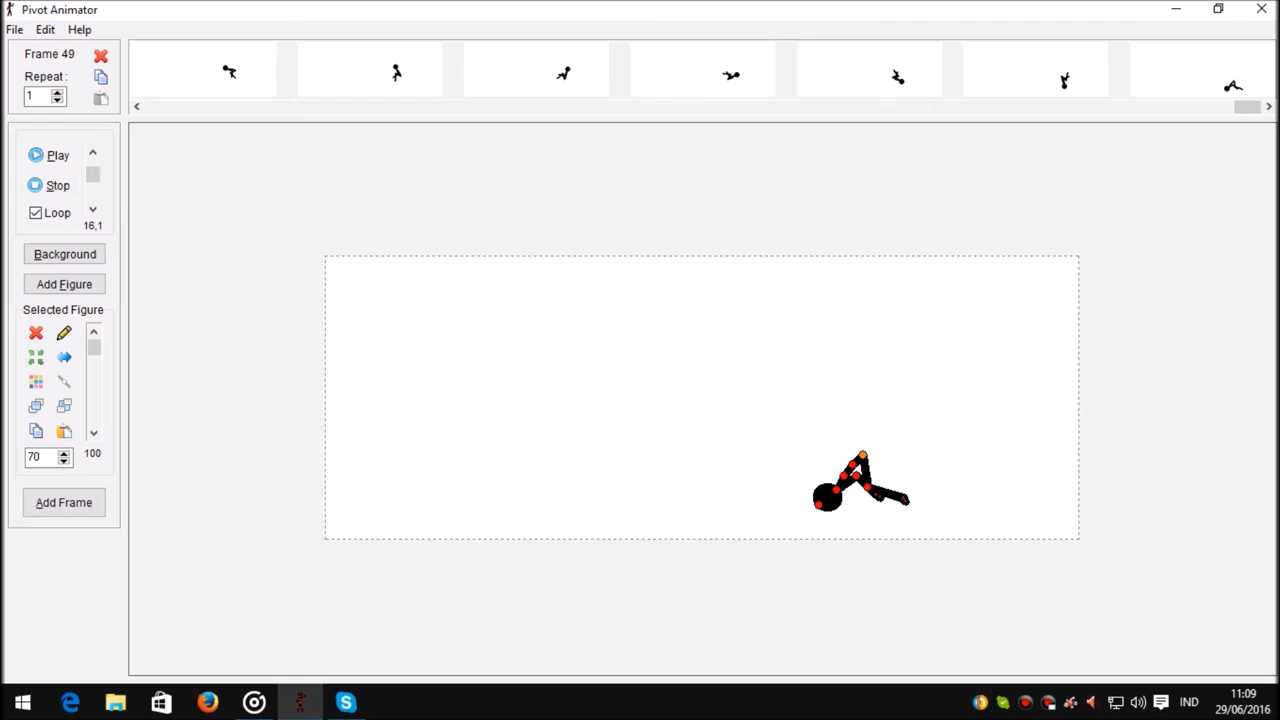 Pivot Animator
File Edit Help
Frame 49
Repeat :
1
Play
Stop
Loop
16,1
Background
Add Figure
Selected Figure
70
100
Add Frame
IND
11:09
29/06/2016